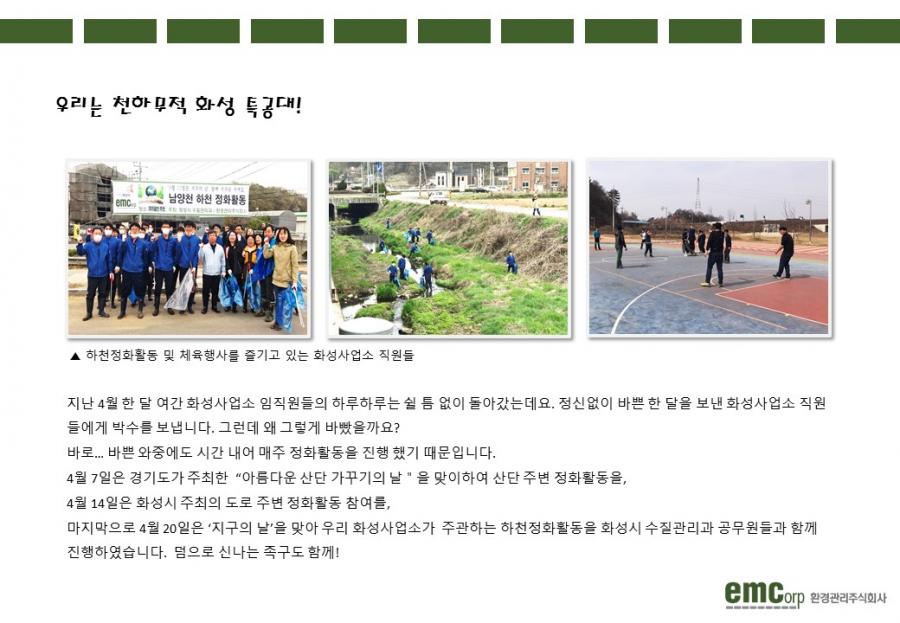 우리는 천하무적 화성 특공대!
emcorp
남양천 하천 정화활동
▲ 하천정화활동 및 체육행사를 즐기고 있는 화성사업소 직원들
지난 4월 한 달 여간 화성사업소 임직원들의 하루하루는 쉴 틈 없이 돌아갔는데요. 정신없이 바쁜 한 달을 보낸 화성사업소 직원
들에게 박수를 보냅니다. 그런데 왜 그렇게 바빴을까요?
바로... 바쁜 와중에도 시간 내어 매주 정화활동을 진행 했기 때문입니다.
4월 7일은 경기도가 주최한 “아름다운 산단 가꾸기의 날 " 을 맞이하여 산단 주변 정화활동을,
4월 14일은 화성시 주최의 도로 주변 정화활동 참여를,
마지막으로 4월 20일은 ‘지구의 날’을 맞아 우리 화성사업소가 주관하는 하천정화활동을 화성시 수질관리과 공무원들과 함께
진행하였습니다. 덤으로 신나는 족구도 함께!
emcorp 환경관리주식회사